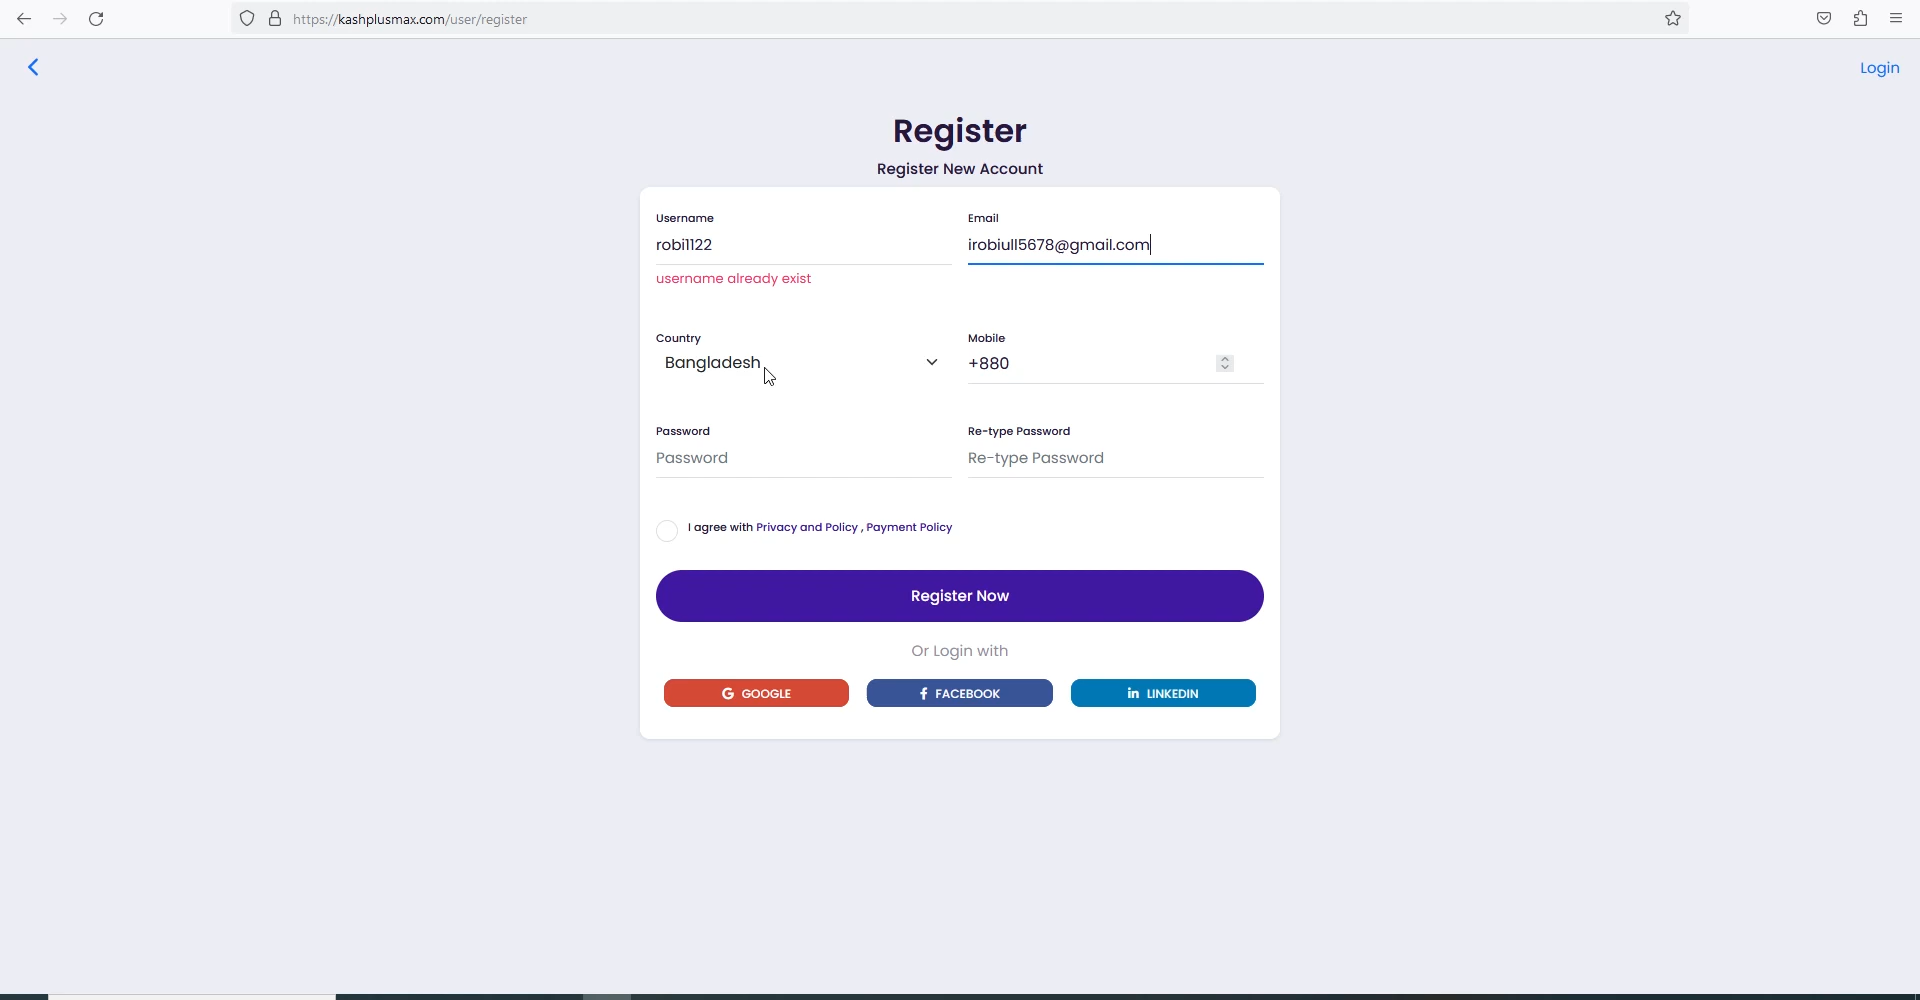 https://kashplusmax.com/user/register
Login
Register
Register New Account
Username
Email
robi1122
irobiull5678@gmail.com
username already exist
Country
Mobile
Bangladesh
+880
Password
Re-type Password
Password
Re-type Password
I agree with Privacy and Policy , Payment Policy
Register Now
Or Login with
G GOOGLE
f FACEBOOK
in LINKEDIN